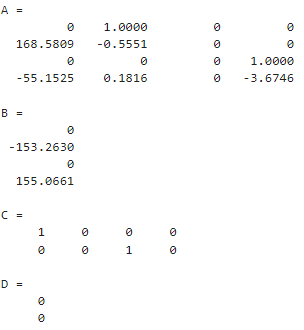 A =
0 1.0000 0 0
168.5809 -0.5551 0 0
0 0 0 1.0000
-55.1525 0.1816 0 -3.6746
B =
0
-153.2630
0
155.0661
C =
1 0 0 0
0 0 1 0
D =
0
0